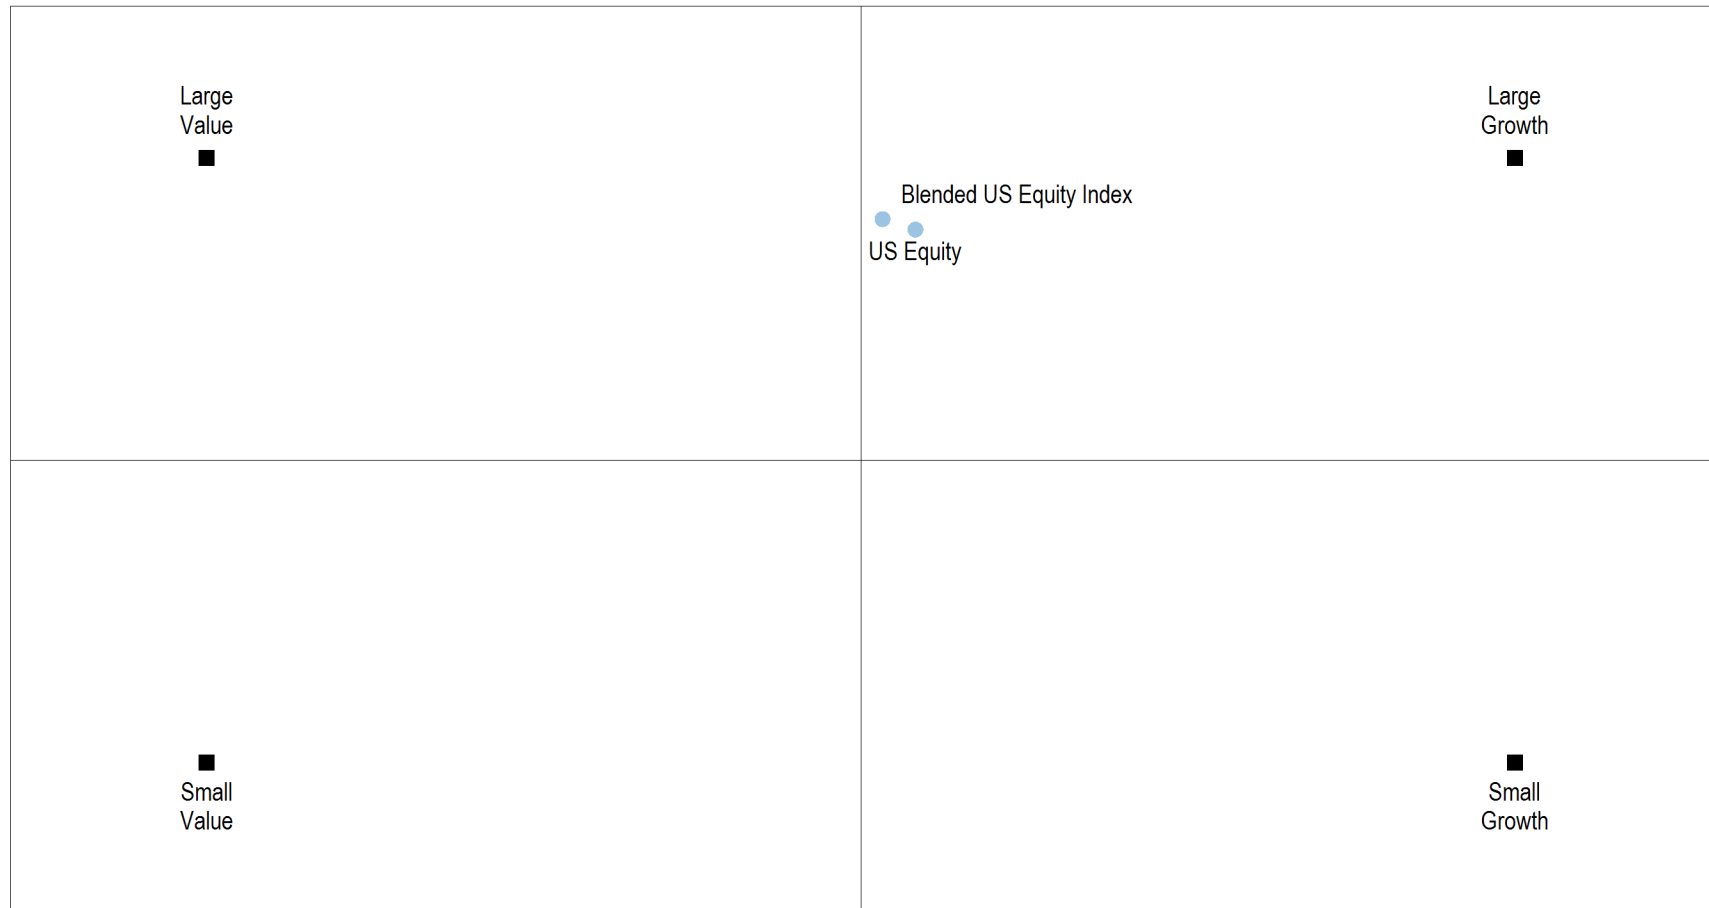 Large
Value
Large
Growth
Blended US Equity Index
US Equity
Small
Value
Small
Growth